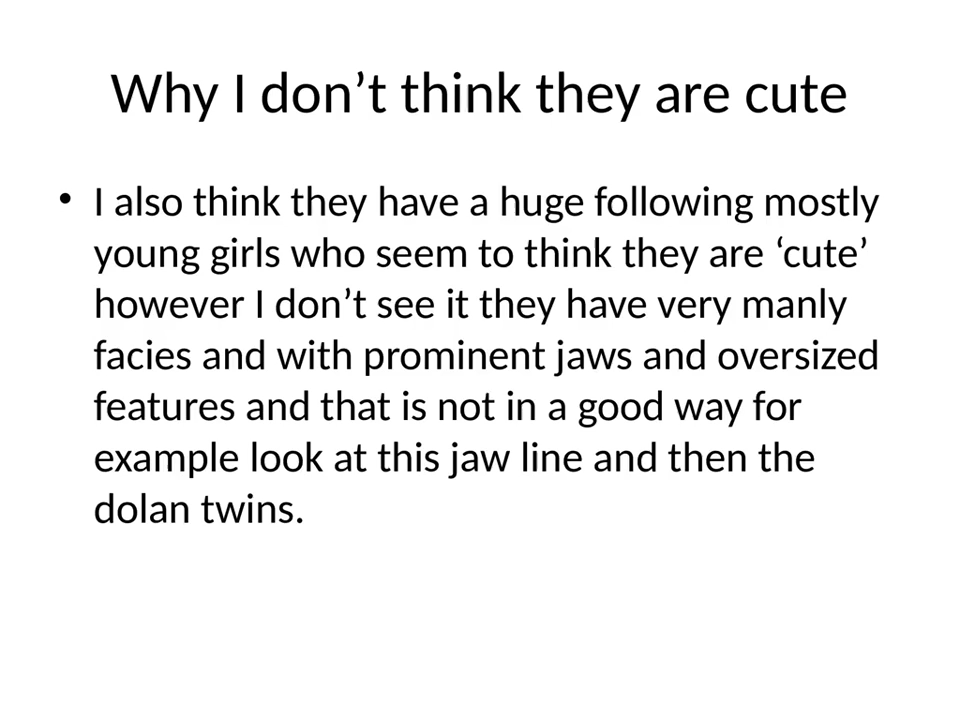 Why I don’t think they are cute
• I also think they have a huge following mostly
young girls who seem to think they are ‘cute’
however I don’t see it they have very manly
facies and with prominent jaws and oversized
features and that is not in a good way for
example look at this jaw line and then the
dolan twins.